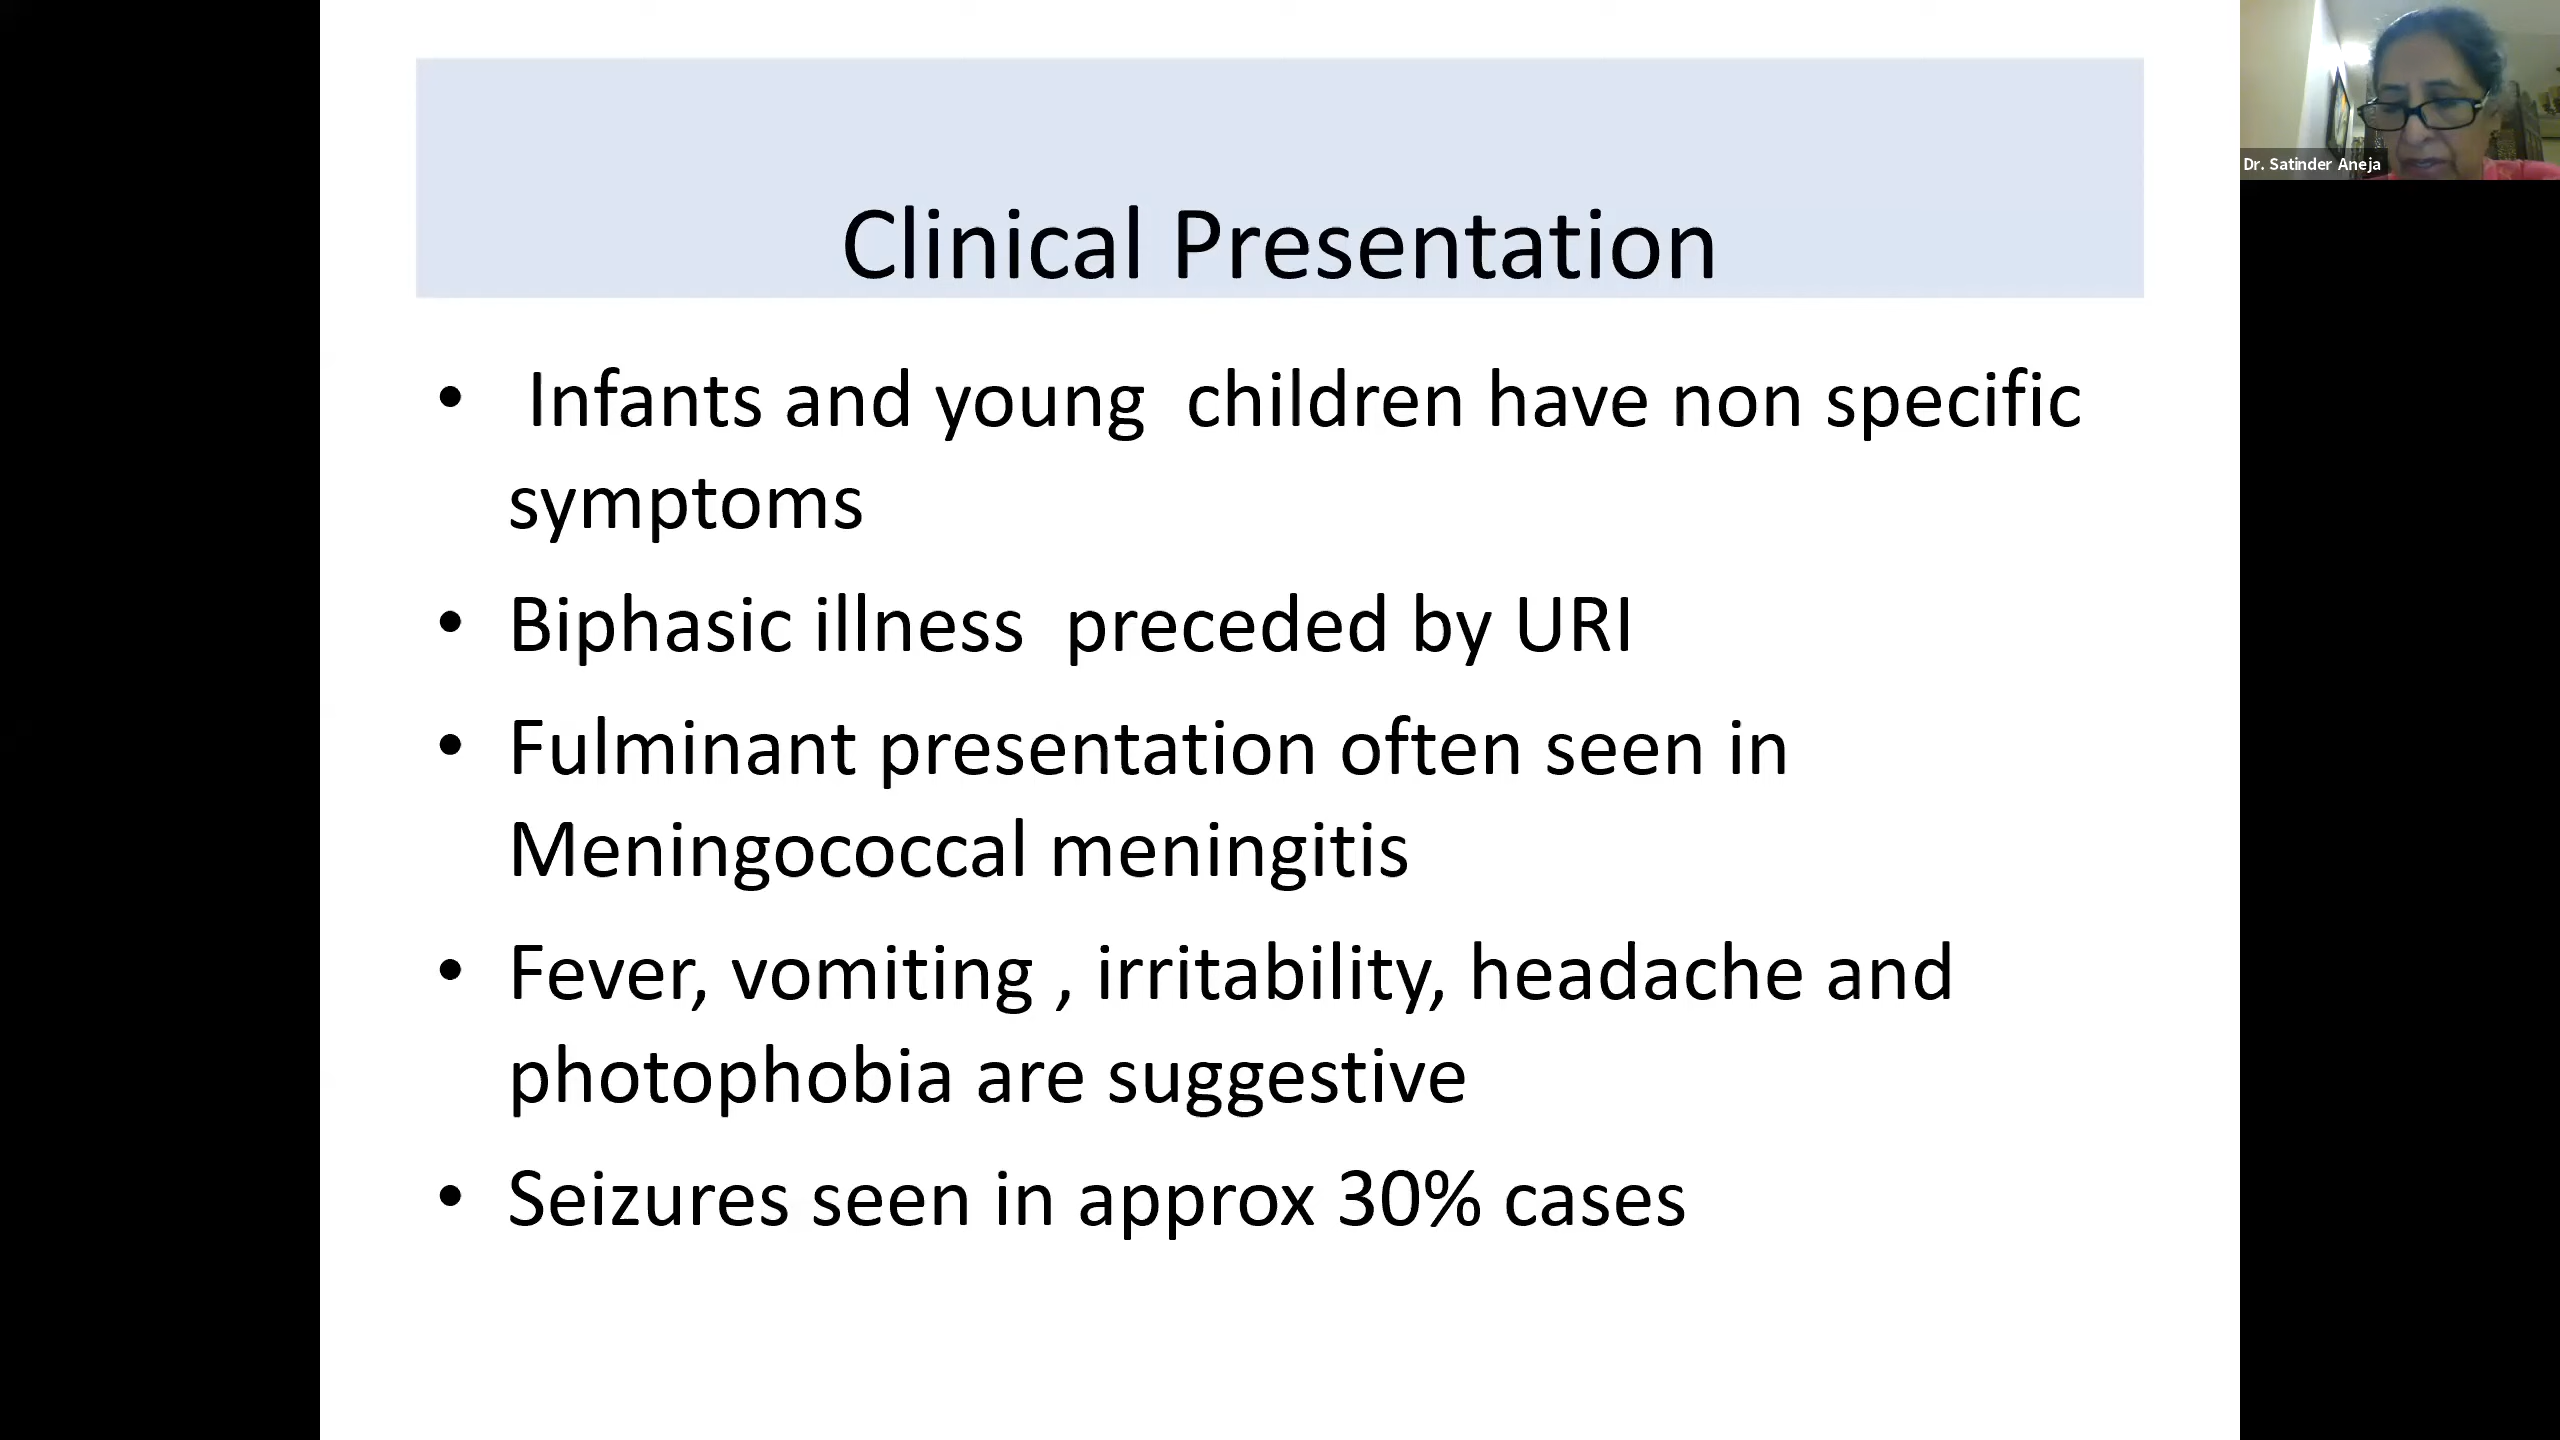 Clinical Presentation
• Infants and young children have non specific
symptoms
• Biphasic illness preceded by URI
• Fulminant presentation often seen in
Meningococcal meningitis
• Fever, vomiting , irritability, headache and
photophobia are suggestive
• Seizures seen in approx 30% cases
Dr. Satinder Aneja